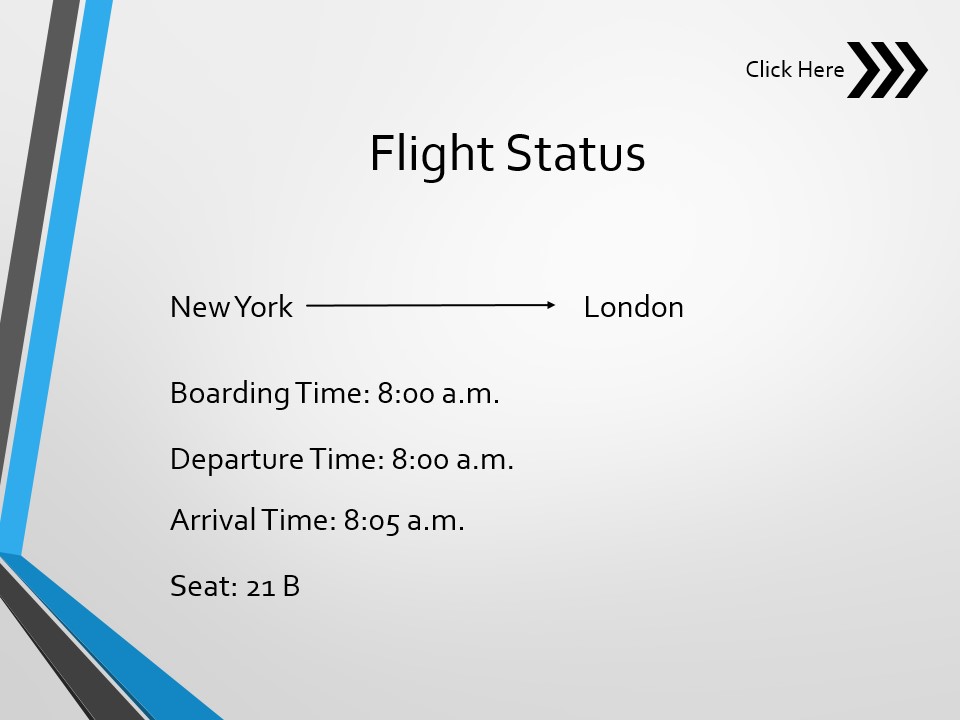 Click Here
Flight Status
New York London
Boarding Time: 8:00 a.m.
Departure Time: 8:00 a.m.
Arrival Time: 8:05 a.m.
Seat: 21 B